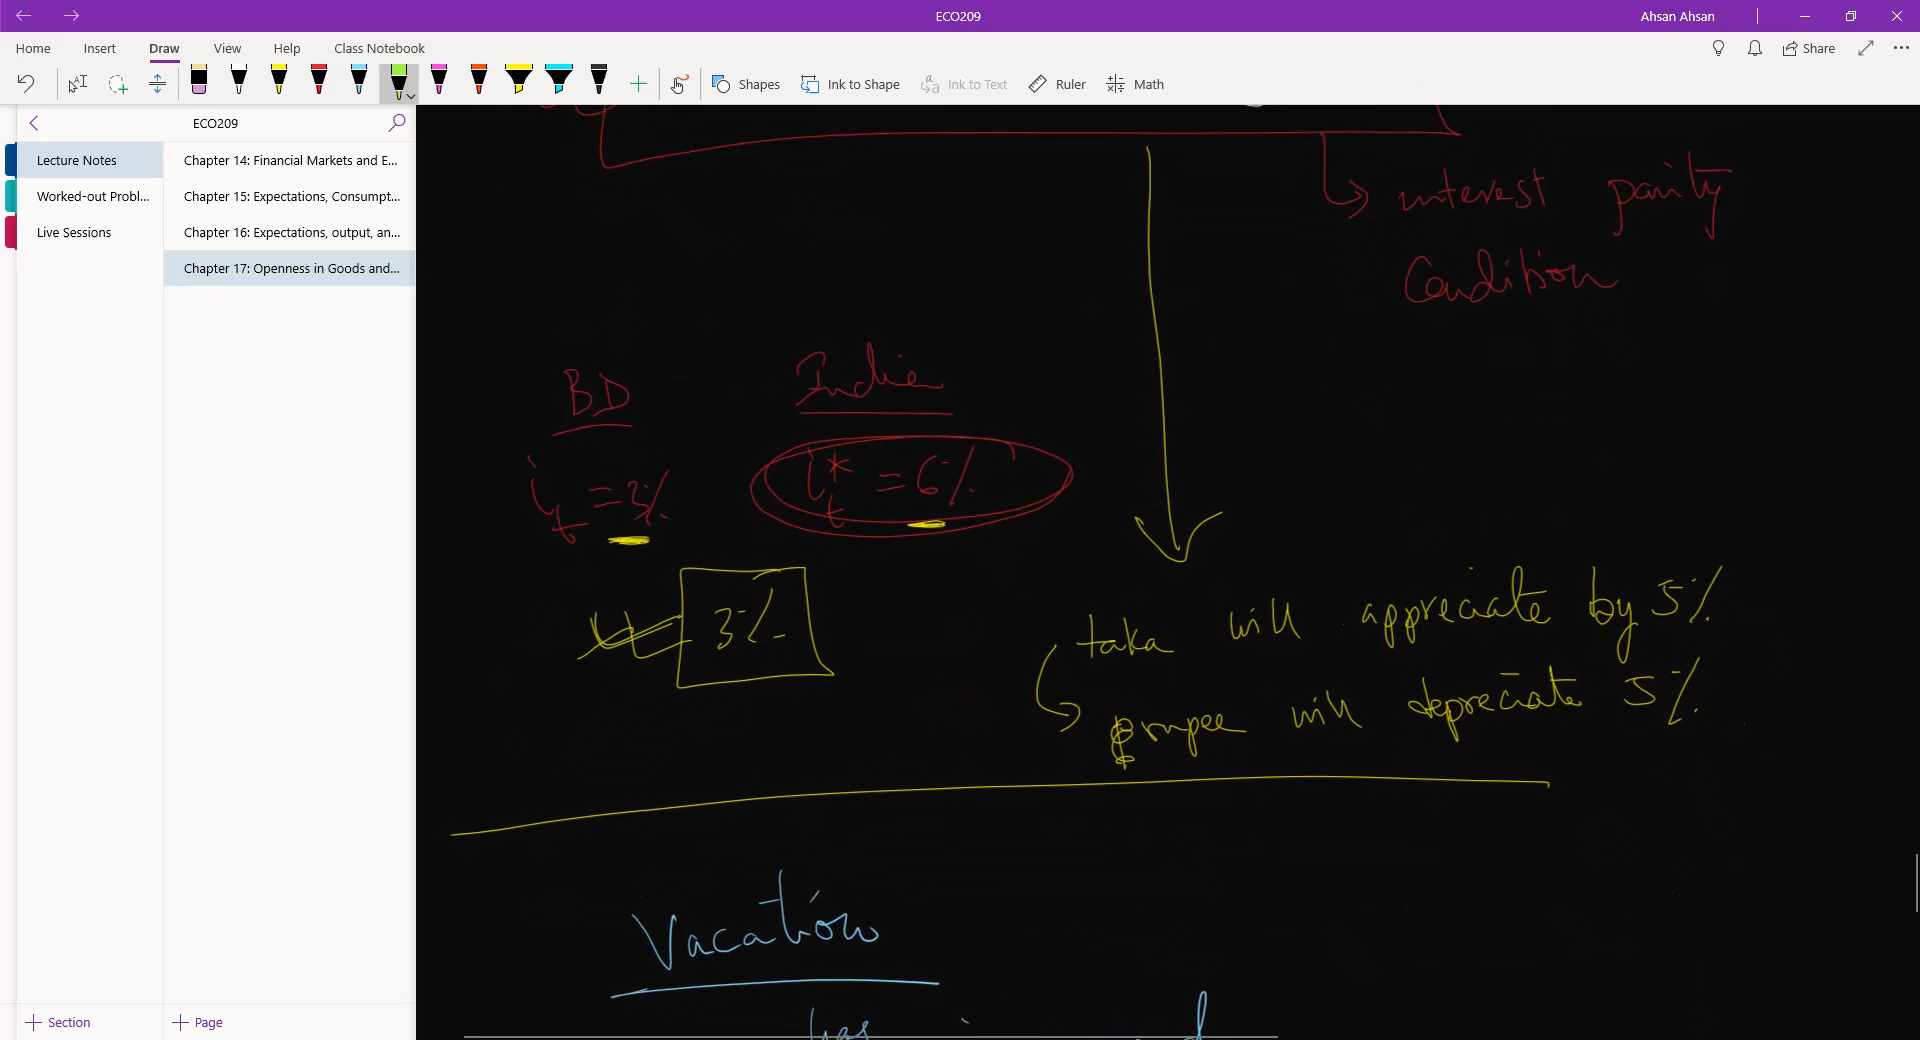 ECO209
Ahsan Ahsan
Home Insert Draw View Help Class Notebook
Share
Shapes Ink to Shape Ink to Text Ruler Math
ECO209
Lecture Notes
Worked-out Probl...
Live Sessions
Chapter 14: Financial Markets and E...
Chapter 15: Expectations, Consumpt...
Chapter 16: Expectations, output, an...
Chapter 17: Openness in Goods and...
interest parity
Condition
BD India
i_t = 3% i*_t = 6%
3%
taka will appreciate by 5%
rupee will depreciate 5%
Vacation
has
Section
Page